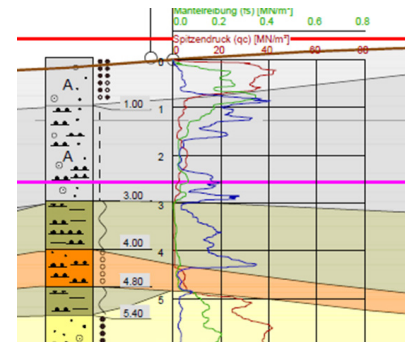 Mantelreibung (fs) [MN/m²]
0.0 0.2 0.4 0.6 0.8
Spitzendruck (qc) [MN/m²]
0 20 40 60 80
0
A
1.00
1
A
2
3.00
3
4.00
4
4.80
5
5.40